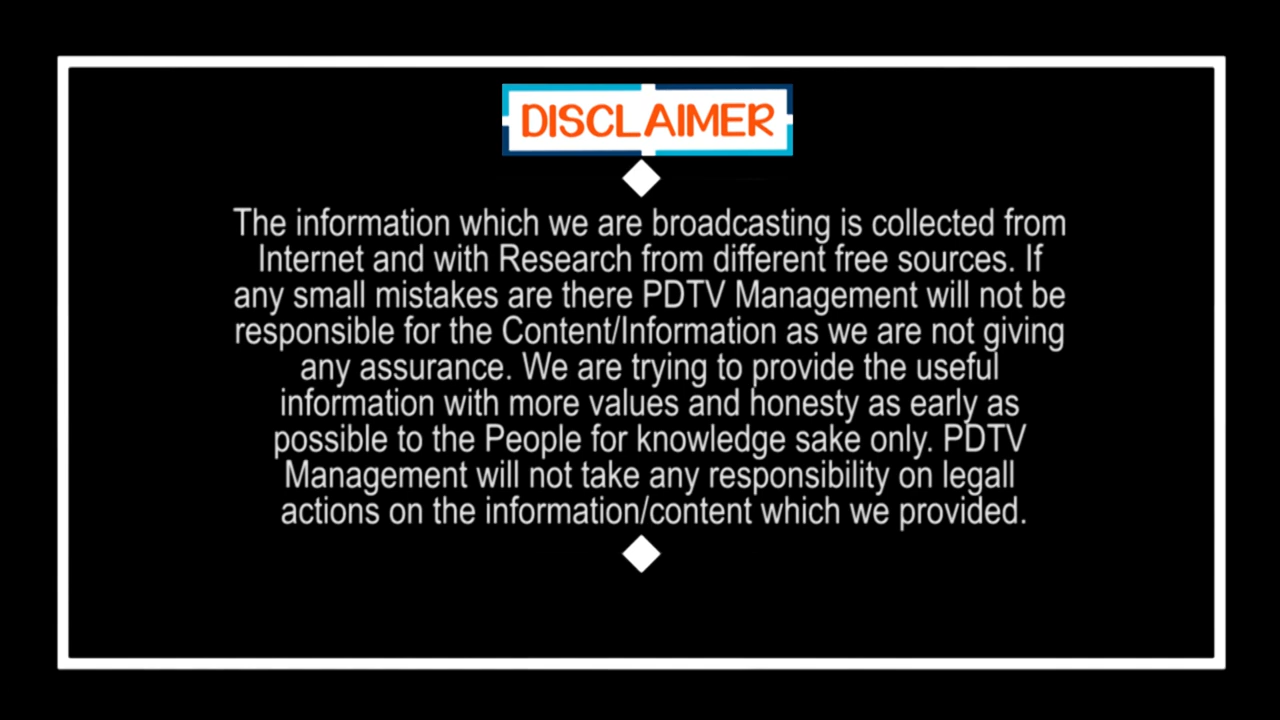 DISCLAIMER
The information which we are broadcasting is collected from
Internet and with Research from different free sources. If
any small mistakes are there PDTV Management will not be
responsible for the Content/Information as we are not giving
any assurance. We are trying to provide the useful
information with more values and honesty as early as
possible to the People for knowledge sake only. PDTV
Management will not take any responsibility on legall
actions on the information/content which we provided.